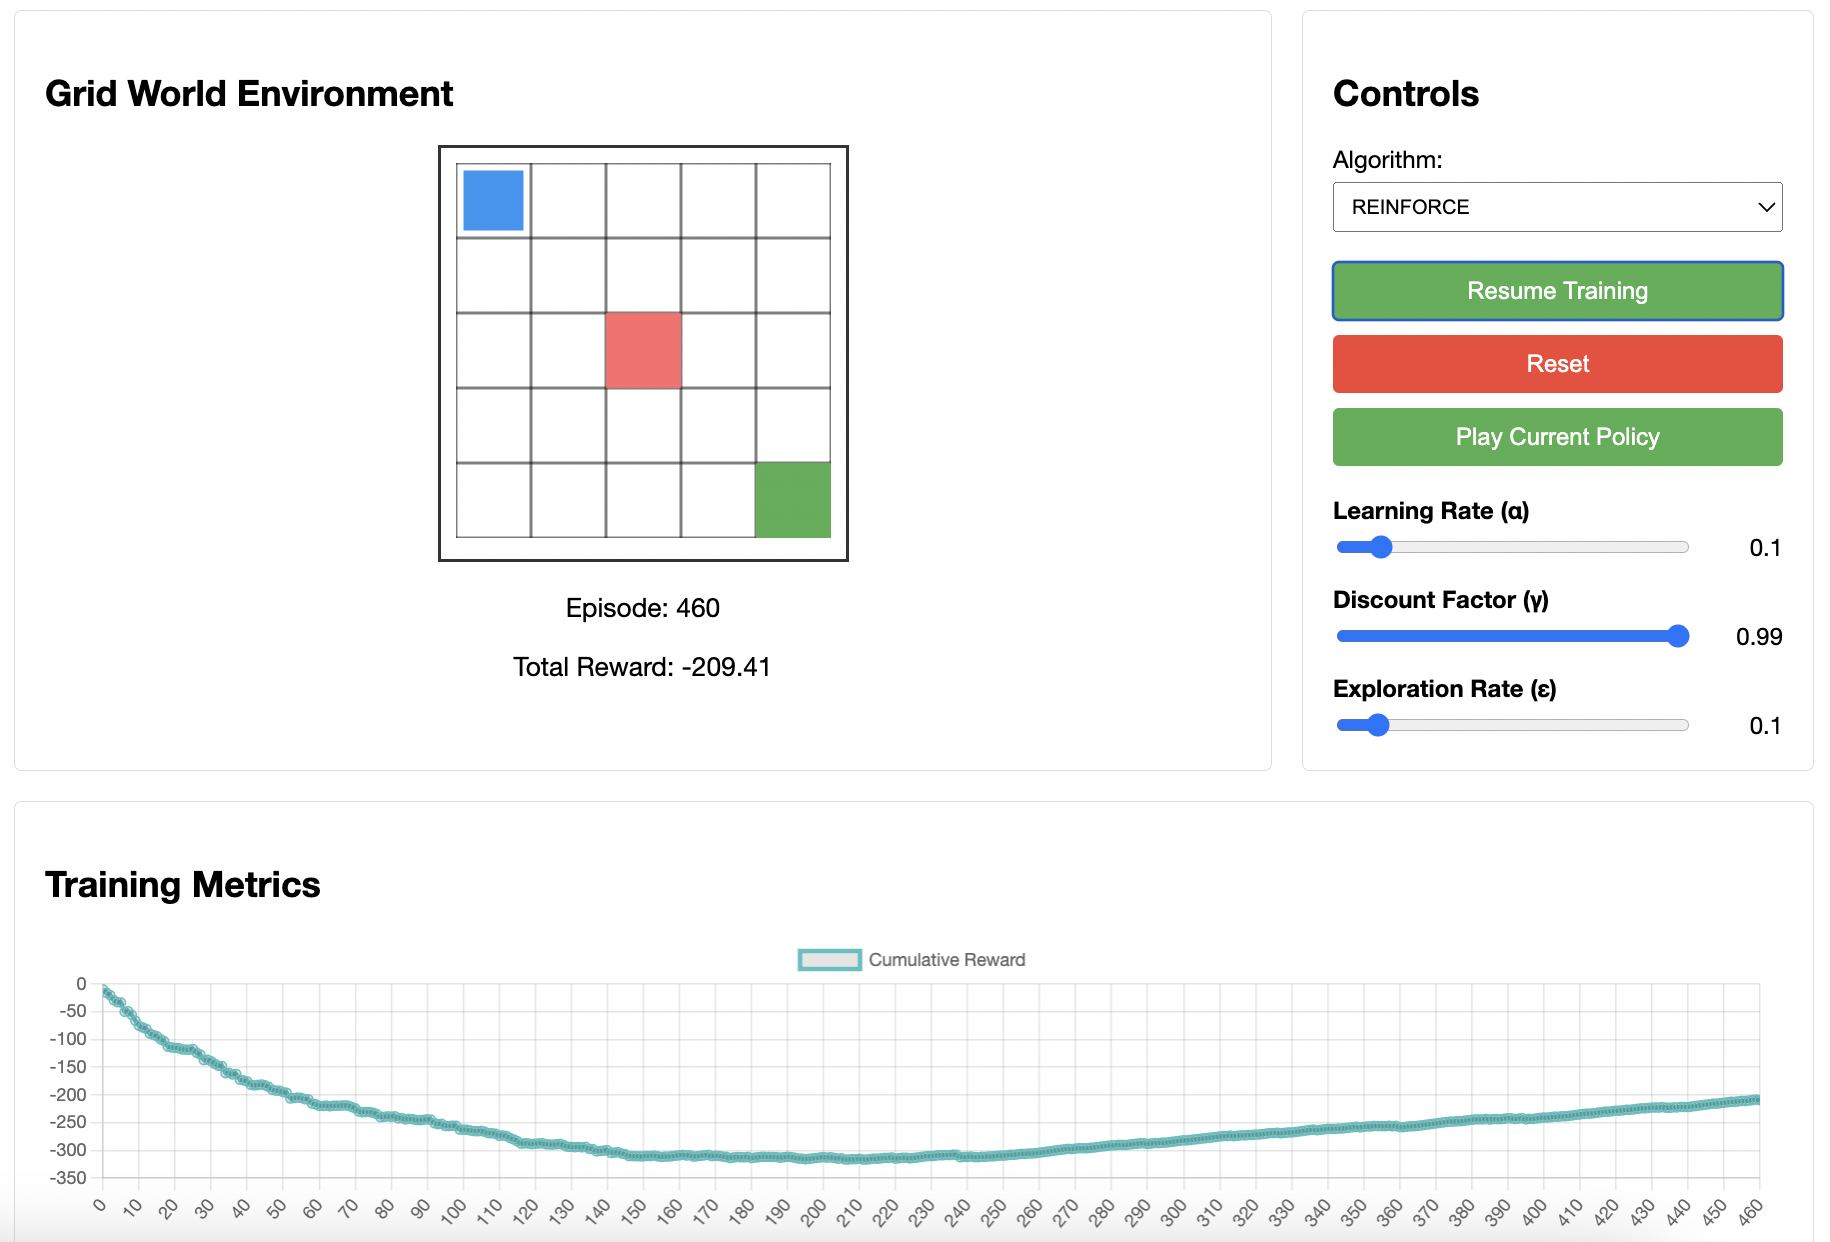 Grid World Environment
Episode: 460
Total Reward: -209.41
Controls
Algorithm:
REINFORCE
Resume Training
Reset
Play Current Policy
Learning Rate (α)
0.1
Discount Factor (γ)
0.99
Exploration Rate (ε)
0.1
Training Metrics
Cumulative Reward
0
-50
-100
-150
-200
-250
-300
-350
0 10 20 30 40 50 60 70 80 90 100 110 120 130 140 150 160 170 180 190 200 210 220 230 240 250 260 270 280 290 300 310 320 330 340 350 360 370 380 390 400 410 420 430 440 450 460